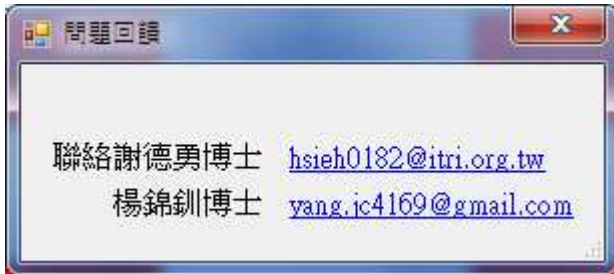 問題回饋
聯絡謝德勇博士 hsieh0182@itri.org.tw
楊錦釧博士 yang.jc4169@gmail.com